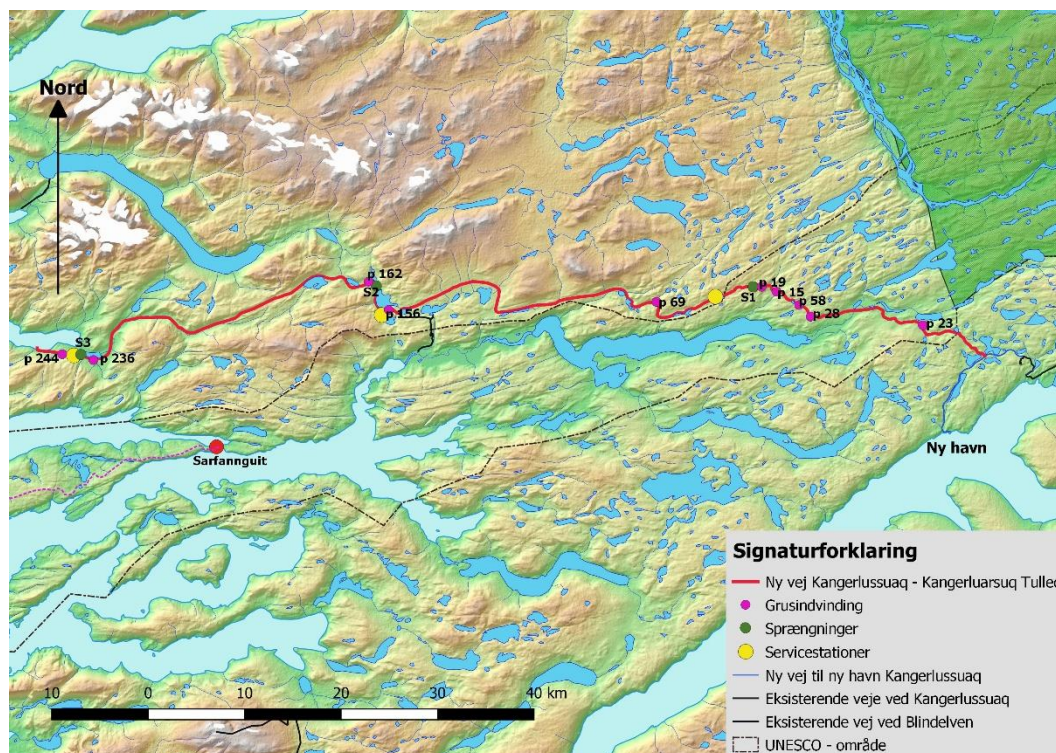 Nord
p 162
S2
p 156
p 69
p 19
S1
p 15
p 58
p 28
p 23
S3
p 244
p 236
Sarfannguit
Ny havn
Signaturforklaring
Ny vej Kangerlussuaq - Kangerluarsuq Tulleq
Grusindvinding
Sprængninger
Servicestationer
Ny vej til ny havn Kangerlussuaq
Eksisterende veje ved Kangerlussuaq
Eksisterende vej ved Blindelven
UNESCO - område
10 0 10 20 30 40 km